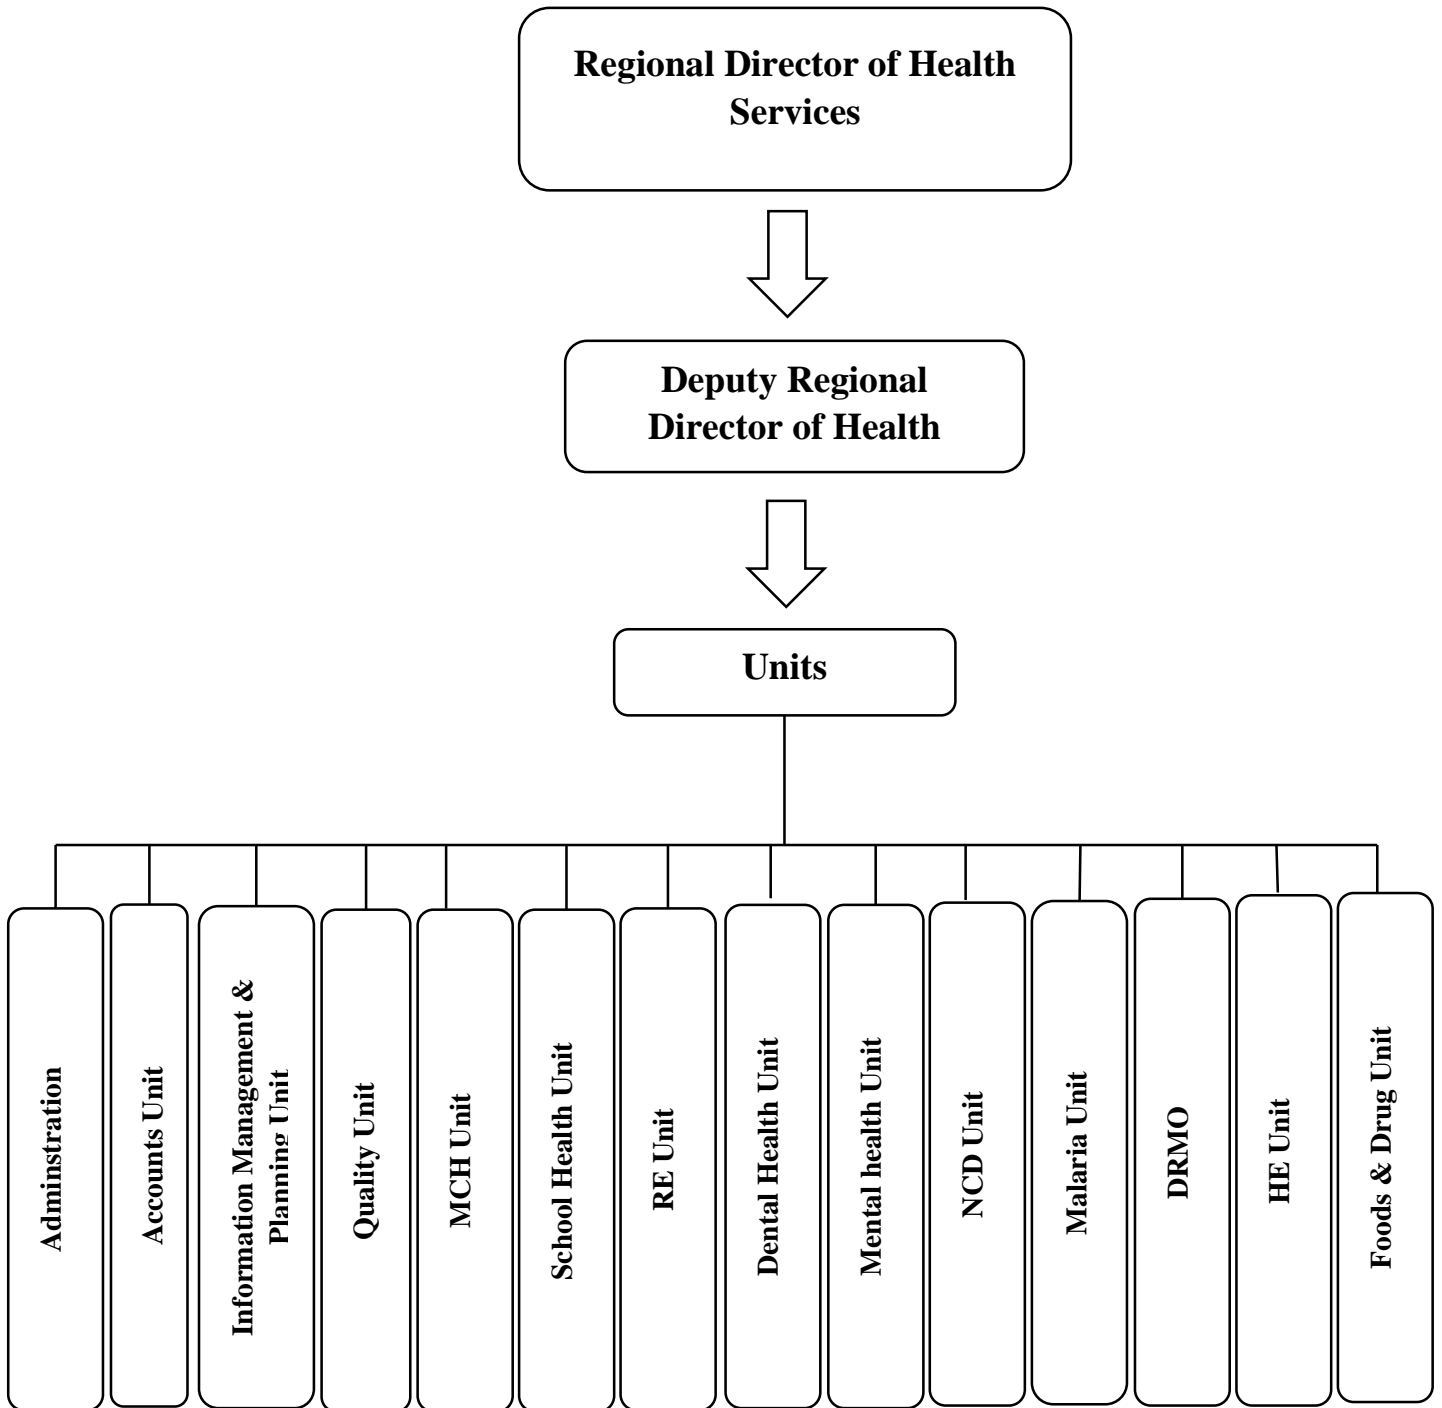 Regional Director of Health
Services
Deputy Regional
Director of Health
Units
Adminstration
Accounts Unit
Information Management &
Planning Unit
Quality Unit
MCH Unit
School Health Unit
RE Unit
Dental Health Unit
Mental health Unit
NCD Unit
Malaria Unit
DRMO
HE Unit
Foods & Drug Unit